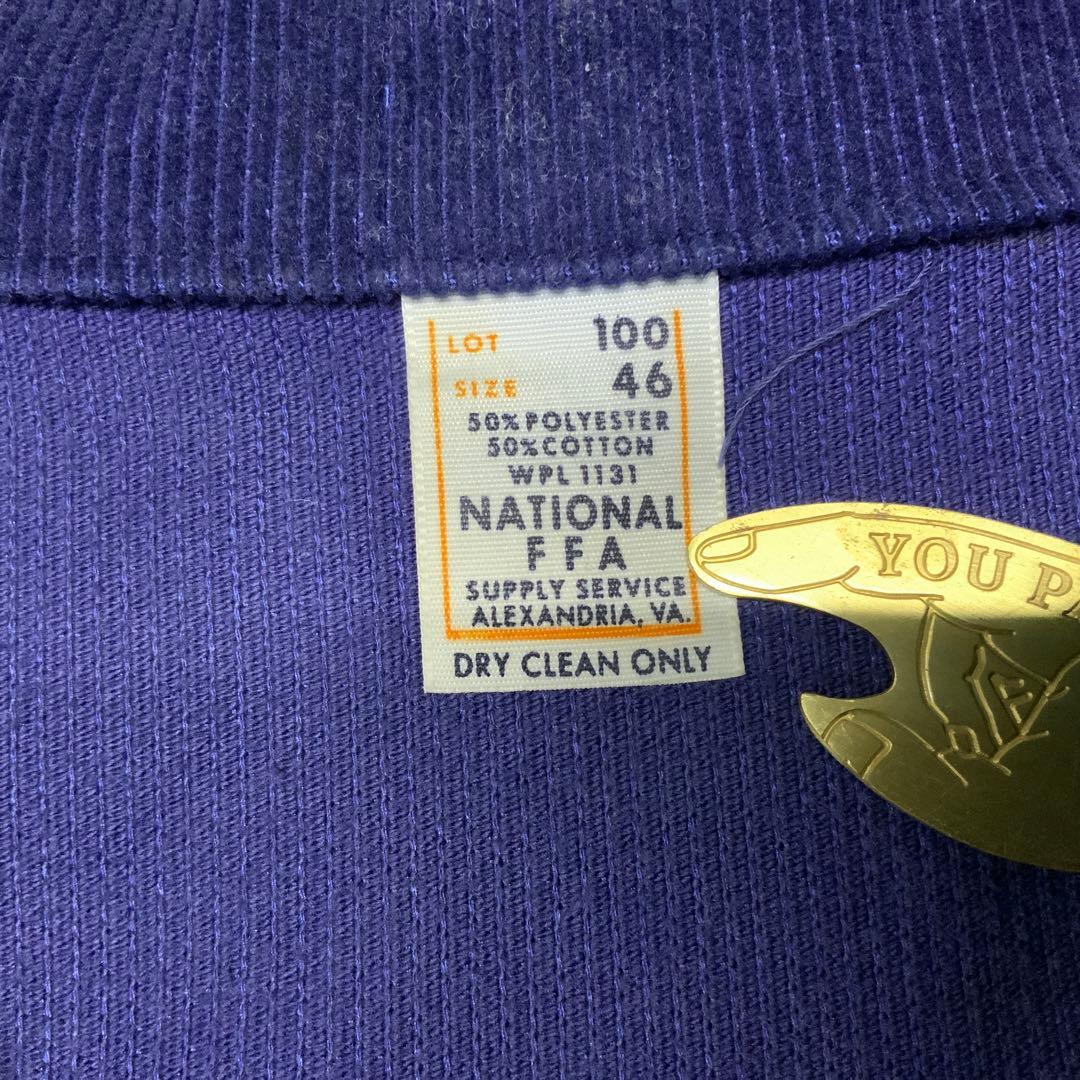 LOT 100
SIZE 46
50% POLYESTER
50% COTTON
WPL 1131
NATIONAL
FFA
SUPPLY SERVICE
ALEXANDRIA, VA.
DRY CLEAN ONLY
YOU